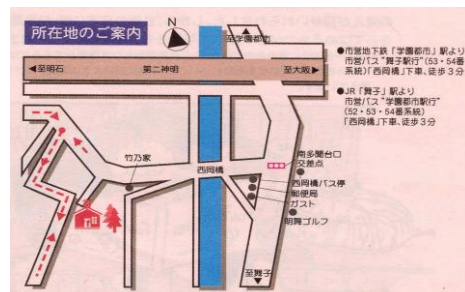 所在地のご案内
N
至学園都市
◀至明石
第二神明
至大阪▶
●市営地下鉄「学園都市」駅より
市営バス"舞子駅行"(53・54番
系統)「西岡橋」下車、徒歩3分
●JR「舞子」駅より
市営バス"学園都市駅行"
(52・53・54番系統)
「西岡橋」下車、徒歩3分
竹乃家
西岡橋
南多聞台口
交差点
西岡橋バス停
郵便局
ガスト
明舞ゴルフ
至舞子